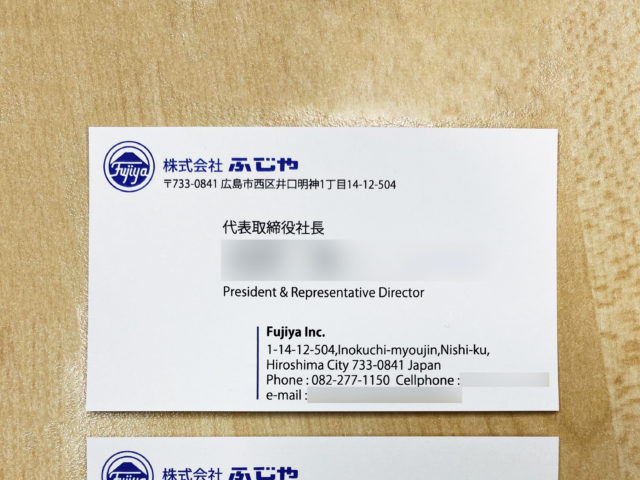 Fujiya
株式会社 ふじや
〒733-0841 広島市西区井口明神1丁目14-12-504
代表取締役社長
President & Representative Director
Fujiya Inc.
1-14-12-504,Inokuchi-myoujin,Nishi-ku,
Hiroshima City 733-0841 Japan
Phone : 082-277-1150 Cellphone :
e-mail :
Fujiya
株式会社 ふじや